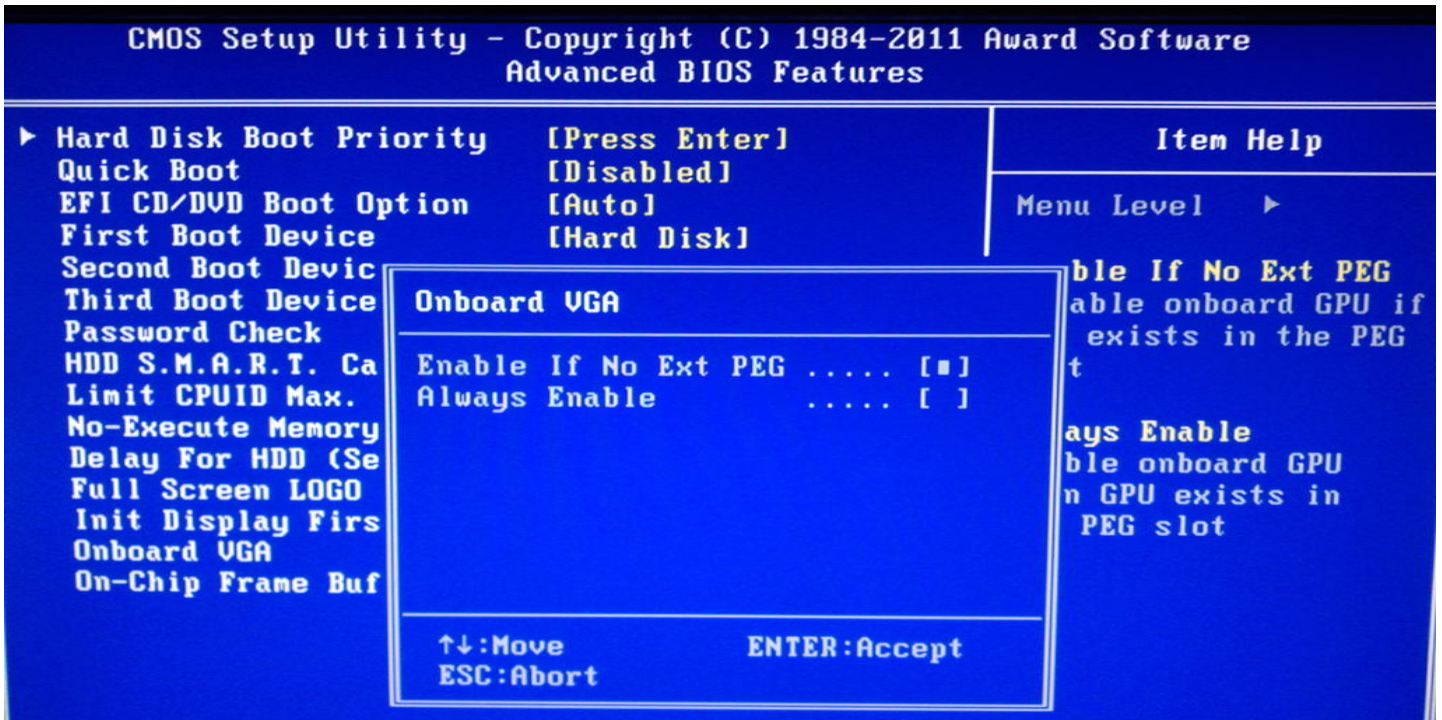 CMOS Setup Utility - Copyright (C) 1984-2011 Award Software
Advanced BIOS Features
► Hard Disk Boot Priority [Press Enter]
Quick Boot [Disabled]
EFI CD/DVD Boot Option [Auto]
First Boot Device [Hard Disk]
Second Boot Devic
Third Boot Device
Password Check
HDD S.M.A.R.T. Ca
Limit CPUID Max.
No-Execute Memory
Delay For HDD (Se
Full Screen LOGO
Init Display Firs
Onboard VGA
On-Chip Frame Buf
Onboard VGA
Enable If No Ext PEG ..... [■]
Always Enable ..... [ ]
↑↓:Move ENTER:Accept
ESC:Abort
Item Help
Menu Level ►
ble If No Ext PEG
able onboard GPU if
exists in the PEG
t
ays Enable
ble onboard GPU
n GPU exists in
PEG slot